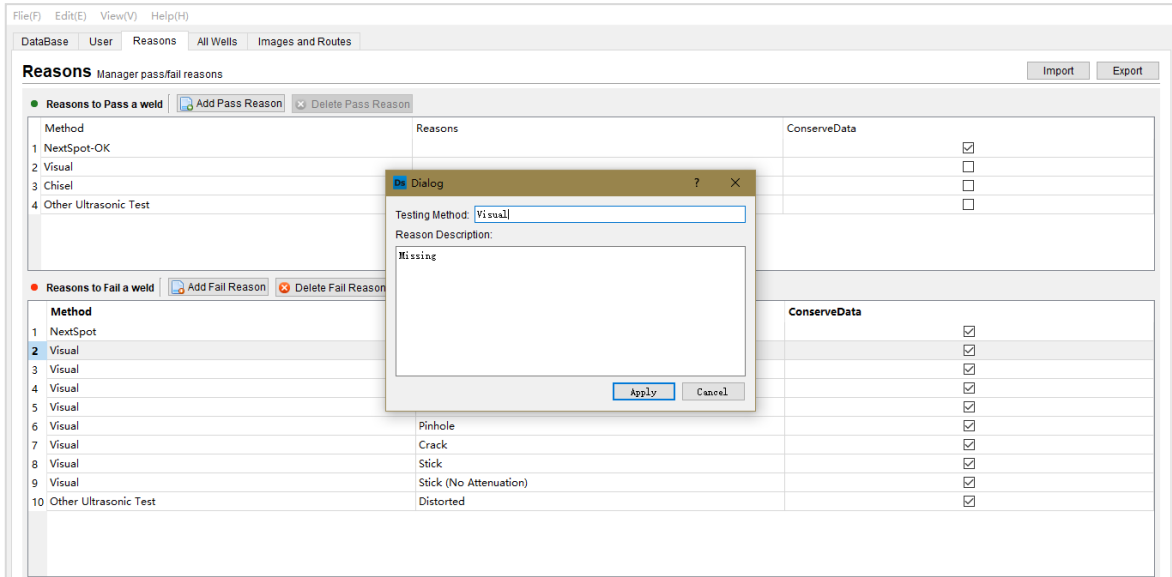 Flie(F) Edit(E) View(V) Help(H)
DataBase User Reasons All Wells Images and Routes
Reasons Manager pass/fail reasons Import Export
Reasons to Pass a weld Add Pass Reason Delete Pass Reason
Method Reasons ConserveData
1 NextSpot-OK
2 Visual
3 Chisel
4 Other Ultrasonic Test
Ds Dialog ? ×
Testing Method: Visual
Reason Description:
Missing
Apply Cancel
Reasons to Fail a weld Add Fail Reason Delete Fail Reason
Method ConserveData
1 NextSpot
2 Visual
3 Visual
4 Visual
5 Visual
6 Visual Pinhole
7 Visual Crack
8 Visual Stick
9 Visual Stick (No Attenuation)
10 Other Ultrasonic Test Distorted